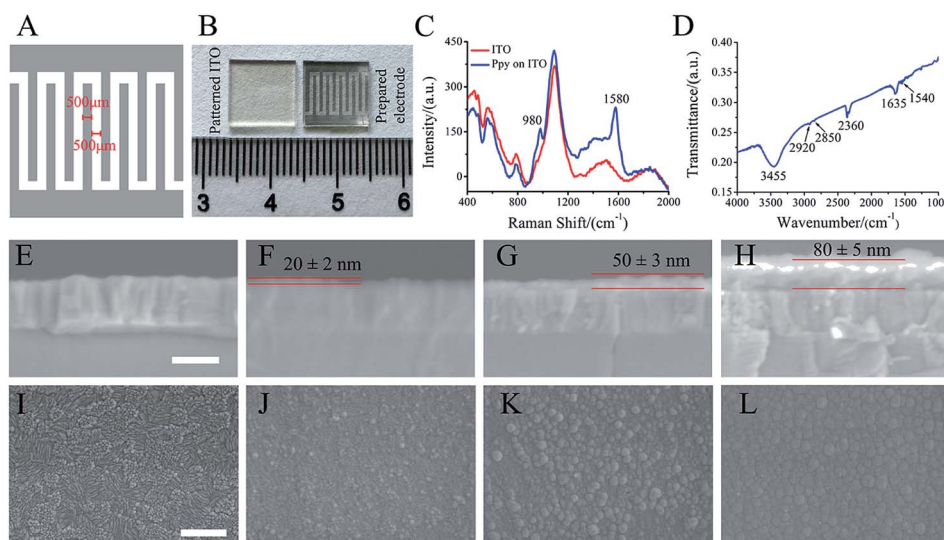 A
500μm
500μm
B
Patterned ITO
Prepared
electrode
3 4 5 6
C
450
300
150
0
Intensity/(a.u.)
ITO
Ppy on ITO
980
1580
400 800 1200 1600 2000
Raman Shift/(cm⁻¹)
D
0.40
0.35
0.30
0.25
0.20
0.15
Transmittance/(a.u.)
3455
2920
2850
2360
1635
1540
4000 3500 3000 2500 2000 1500 1000
Wavenumber/(cm⁻¹)
E
F
20 ± 2 nm
G
50 ± 3 nm
H
80 ± 5 nm
I
J
K
L